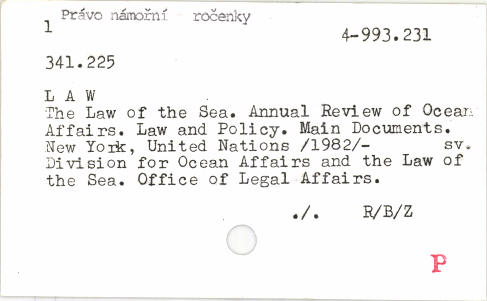 Právo námořní - ročenky
1
4-993.231
341.225
L A W
The Law of the Sea. Annual Review of Ocean
Affairs. Law and Policy. Main Documents.
New York, United Nations /1982/- sv.
Division for Ocean Affairs and the Law of
the Sea. Office of Legal Affairs.
./. R/B/Z
P